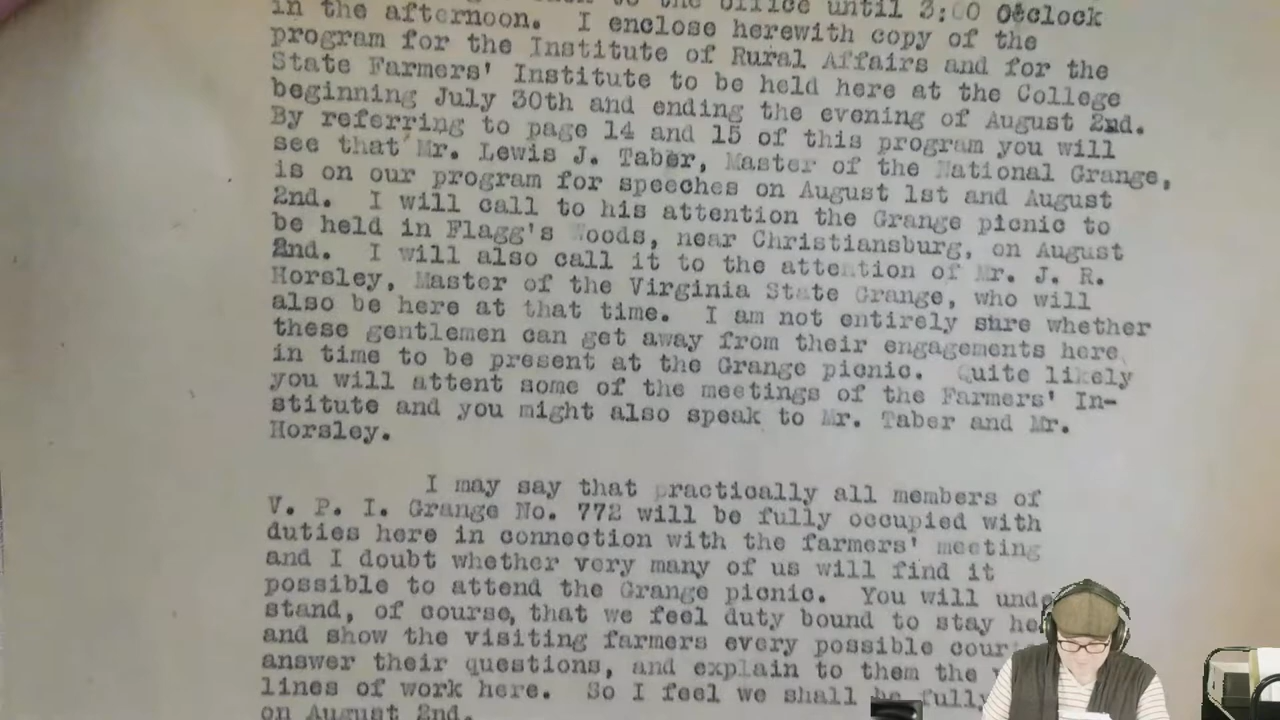 the office until 3:00 Oćclock
in the afternoon. I enclose herewith copy of the
program for the Institute of Rural Affairs and for the
State Farmers' Institute to be held here at the College
beginning July 30th and ending the evening of August 2nd.
By referring to page 14 and 15 of this program you will
see that Mr. Lewis J. Taber, Master of the National Grange,
is on our program for speeches on August 1st and August
2nd. I will call to his attention the Grange picnic to
be held in Flagg's Woods, near Christiansburg, on August
2nd. I will also call it to the attention of Mr. J. R.
Horsley, Master of the Virginia State Grange, who will
also be here at that time. I am not entirely sure whether
these gentlemen can get away from their engagements here
in time to be present at the Grange picnic. Quite likely
you will attent some of the meetings of the Farmers' In-
stitute and you might also speak to Mr. Taber and Mr.
Horsley.
I may say that practically all members of
V. P. I. Grange No. 772 will be fully occupied with
duties here in connection with the farmers' meeting
and I doubt whether very many of us will find it
possible to attend the Grange picnic. You will unde
stand, of course, that we feel duty bound to stay he
and show the visiting farmers every possible cour
answer their questions, and explain to them the
lines of work here. So I feel we shall be fully
on August 2nd.